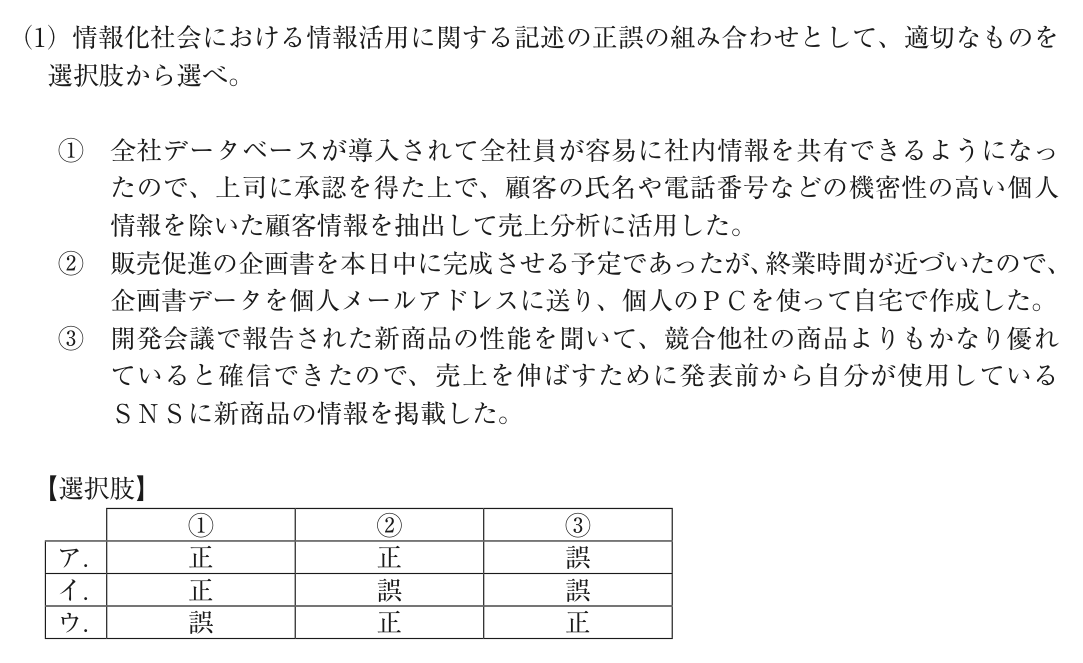 (1) 情報化社会における情報活用に関する記述の正誤の組み合わせとして、適切なものを
選択肢から選べ。
① 全社データベースが導入されて全社員が容易に社内情報を共有できるようになっ
たので、上司に承認を得た上で、顧客の氏名や電話番号などの機密性の高い個人
情報を除いた顧客情報を抽出して売上分析に活用した。
② 販売促進の企画書を本日中に完成させる予定であったが、終業時間が近づいたので、
企画書データを個人メールアドレスに送り、個人のＰＣを使って自宅で作成した。
③ 開発会議で報告された新商品の性能を聞いて、競合他社の商品よりもかなり優れ
ていると確信できたので、売上を伸ばすために発表前から自分が使用している
ＳＮＳに新商品の情報を掲載した。
【選択肢】
① ② ③
ア. 正 正 誤
イ. 正 誤 誤
ウ. 誤 正 正